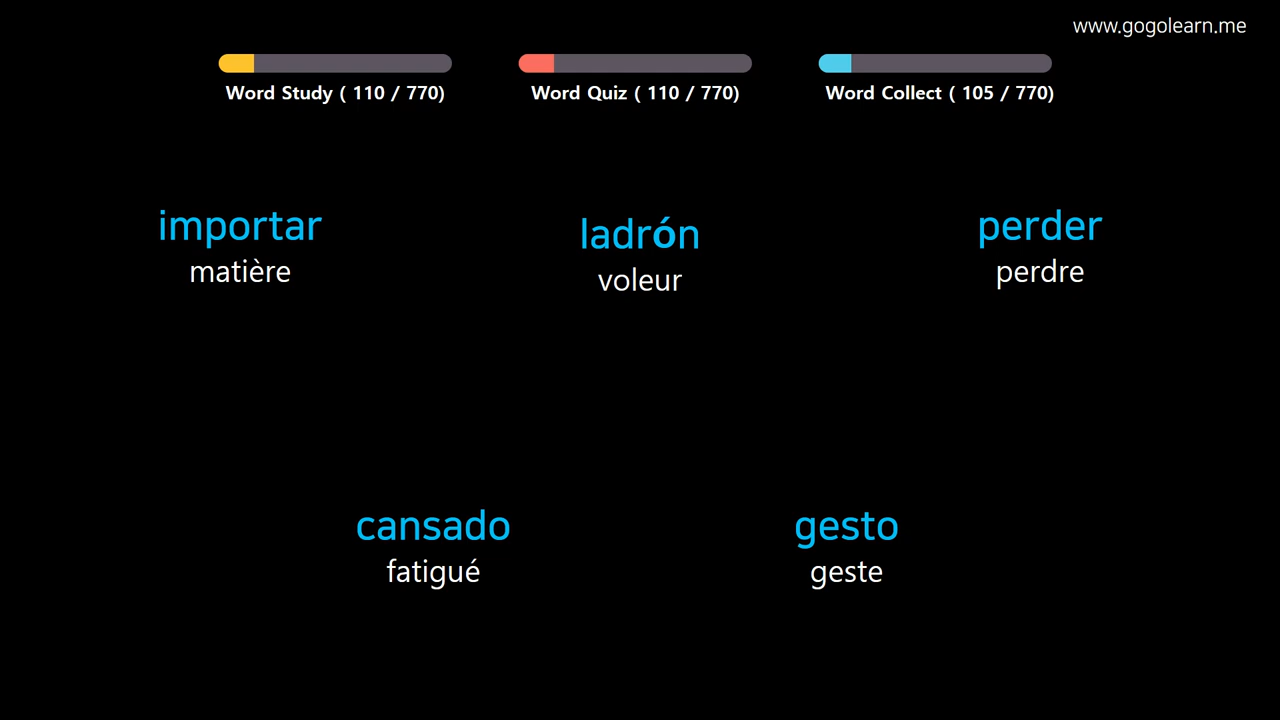 www.gogolearn.me
Word Study ( 110 / 770)
Word Quiz ( 110 / 770)
Word Collect ( 105 / 770)
importar
matière
ladrón
voleur
perder
perdre
cansado
fatigué
gesto
geste